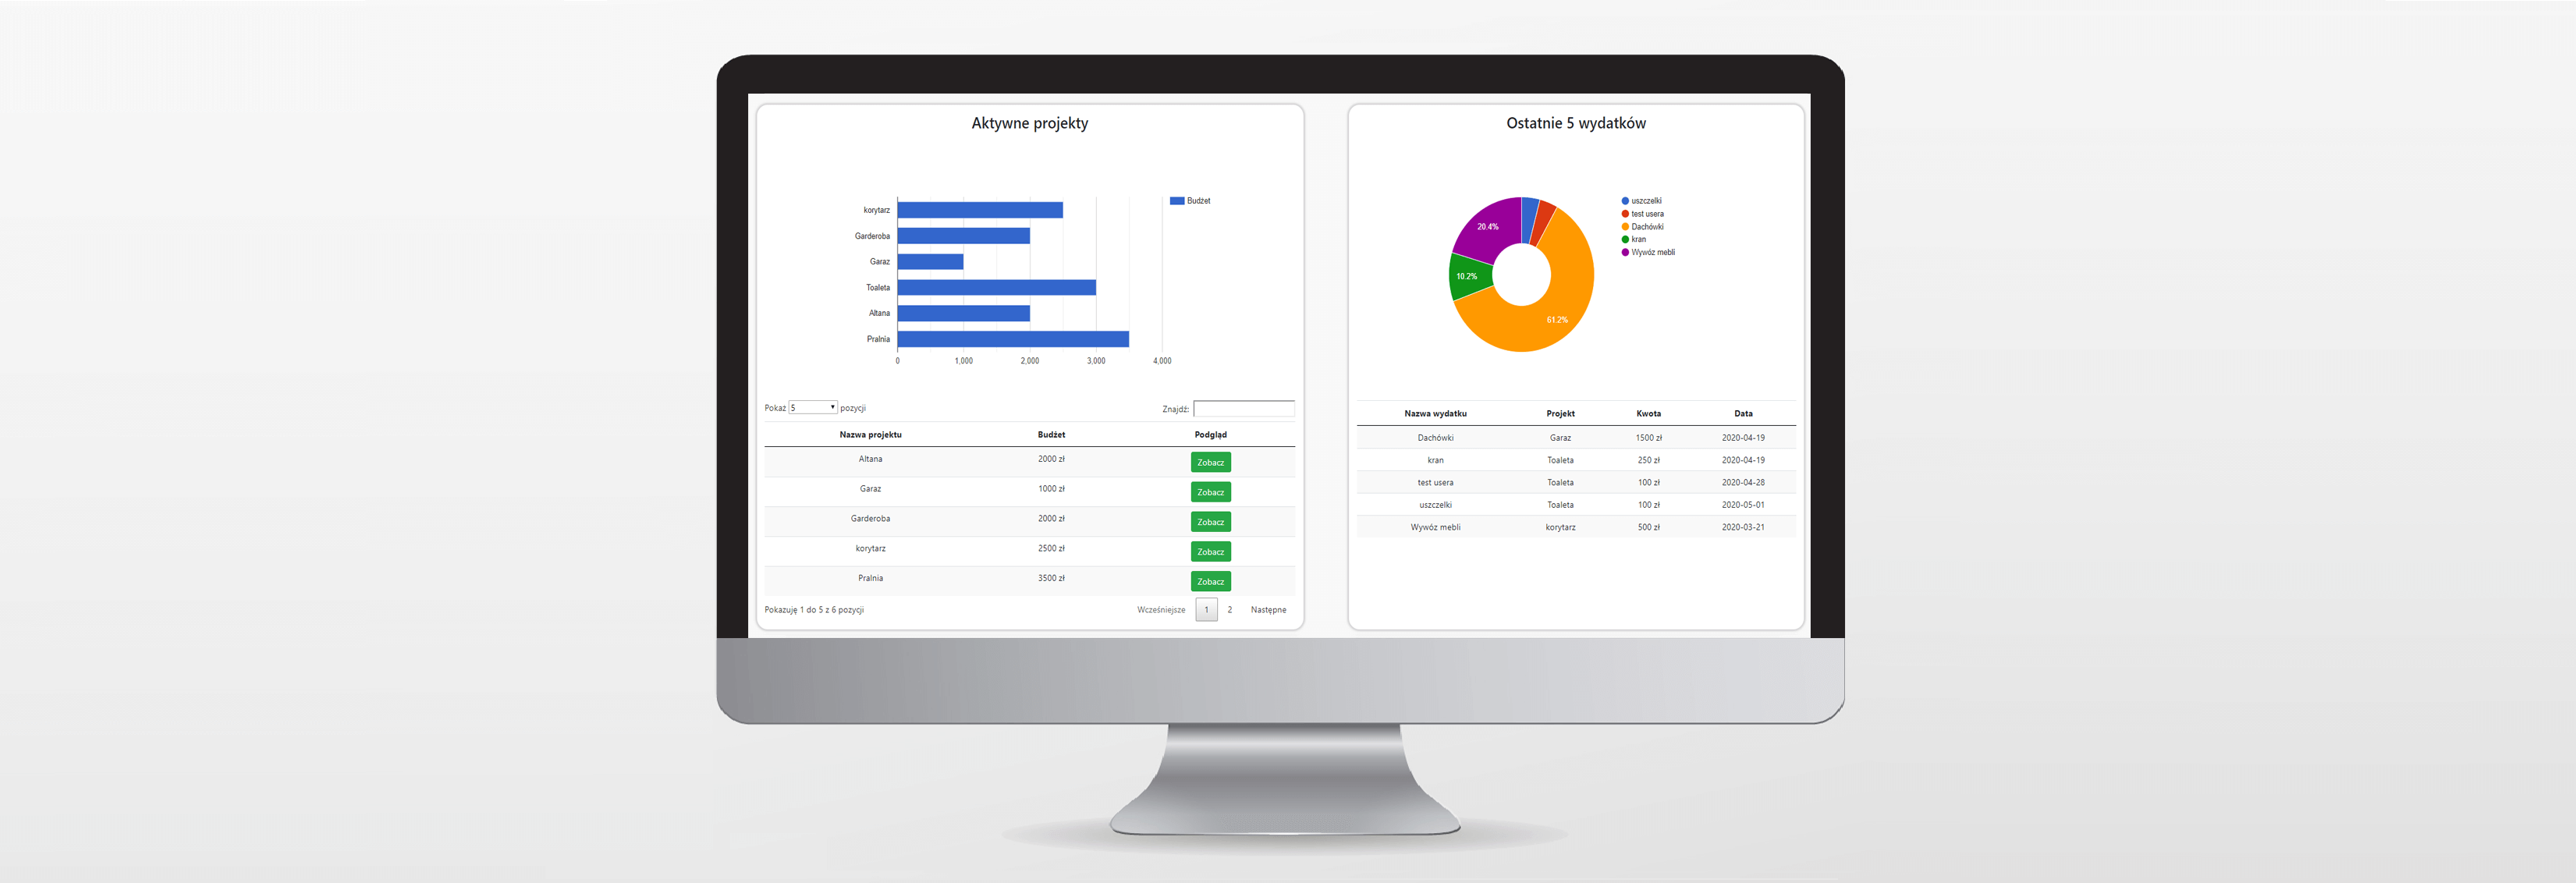 Aktywne projekty
korytarz
Garderoba
Garaz
Toaleta
Altana
Pralnia
0 1,000 2,000 3,000 4,000
Budżet
Pokaż 5 pozycji
Znajdź:
Nazwa projektu Budżet Podgląd
Altana 2000 zł Zobacz
Garaz 1000 zł Zobacz
Garderoba 2000 zł Zobacz
korytarz 2500 zł Zobacz
Pralnia 3500 zł Zobacz
Pokazuję 1 do 5 z 6 pozycji
Wcześniejsze 1 2 Następne
Ostatnie 5 wydatków
20.4%
10.2%
61.2%
uszczelki
test usera
Dachówki
kran
Wywóz mebli
Nazwa wydatku Projekt Kwota Data
Dachówki Garaz 1500 zł 2020-04-19
kran Toaleta 250 zł 2020-04-19
test usera Toaleta 100 zł 2020-04-28
uszczelki Toaleta 100 zł 2020-05-01
Wywóz mebli korytarz 500 zł 2020-03-21